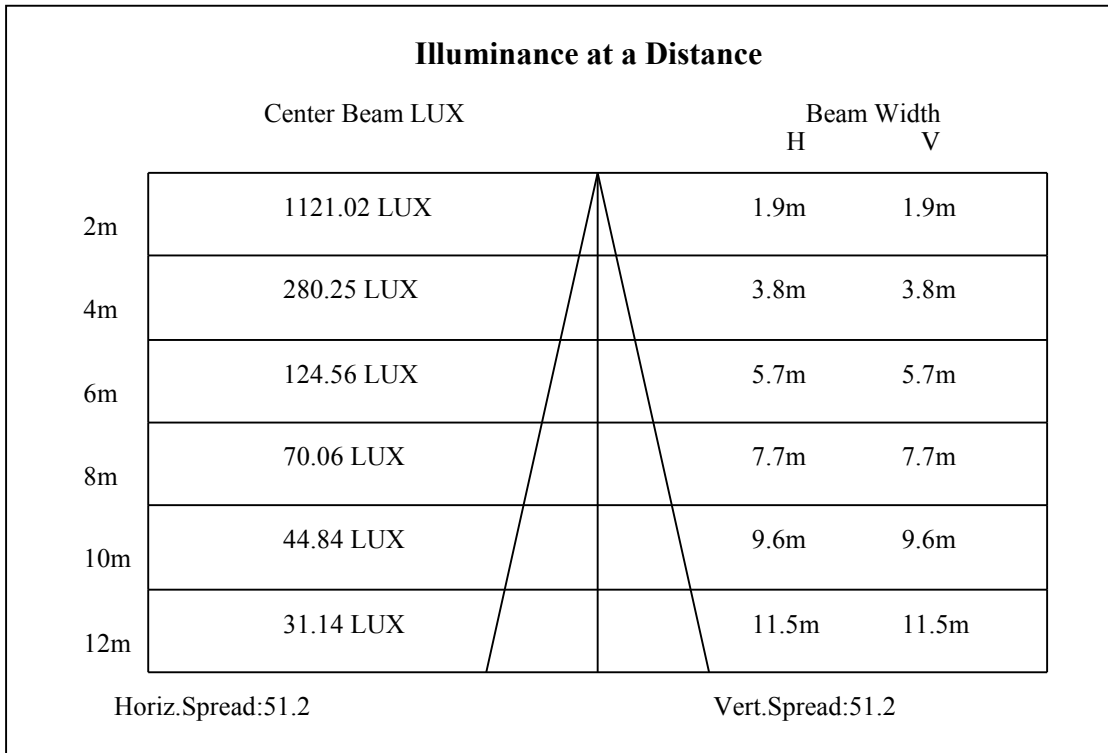 Illuminance at a Distance
Center Beam LUX Beam Width
H V
2m 1121.02 LUX 1.9m 1.9m
4m 280.25 LUX 3.8m 3.8m
6m 124.56 LUX 5.7m 5.7m
8m 70.06 LUX 7.7m 7.7m
10m 44.84 LUX 9.6m 9.6m
12m 31.14 LUX 11.5m 11.5m
Horiz.Spread:51.2 Vert.Spread:51.2